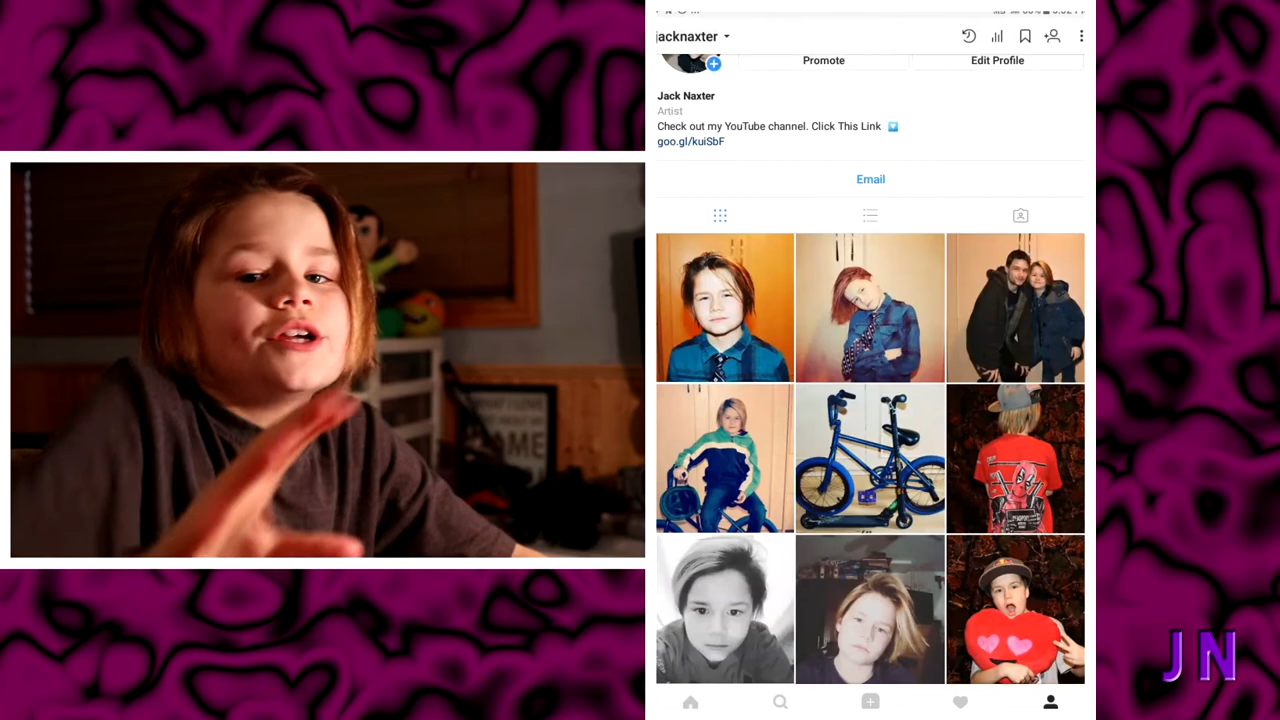 jacknaxter
Promote
Edit Profile
Jack Naxter
Artist
Check out my YouTube channel. Click This Link
goo.gl/kuiSbF
Email
HOME
JN